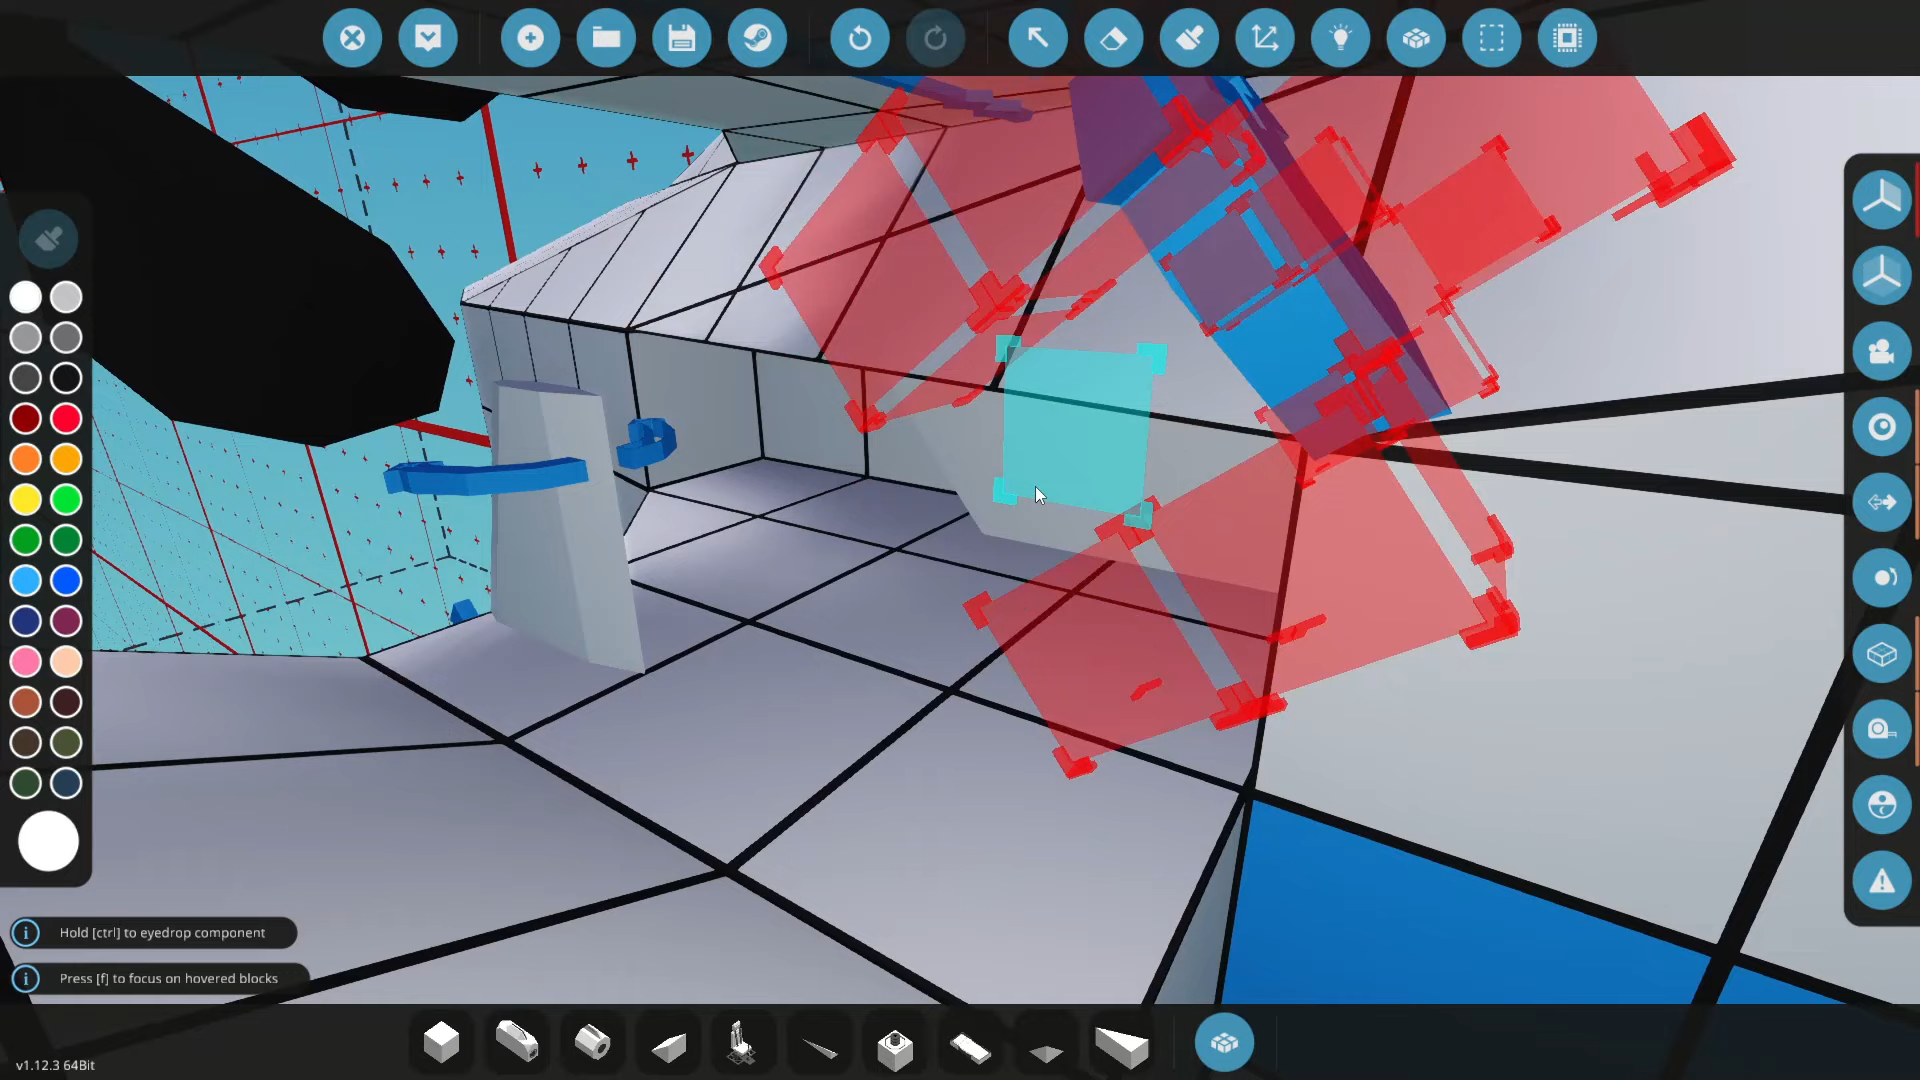 Hold [ctrl] to eyedrop component
Press [f] to focus on hovered blocks
v1.12.3 64Bit